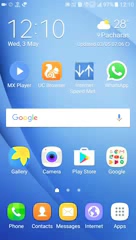 12:10
Wed, 3 May
28
Pacharan
MX Player
UC Browser
WhatsApp
Google
Gallery
Camera
Play Store
Google
Phone
Contacts
Messages
Internet
Apps